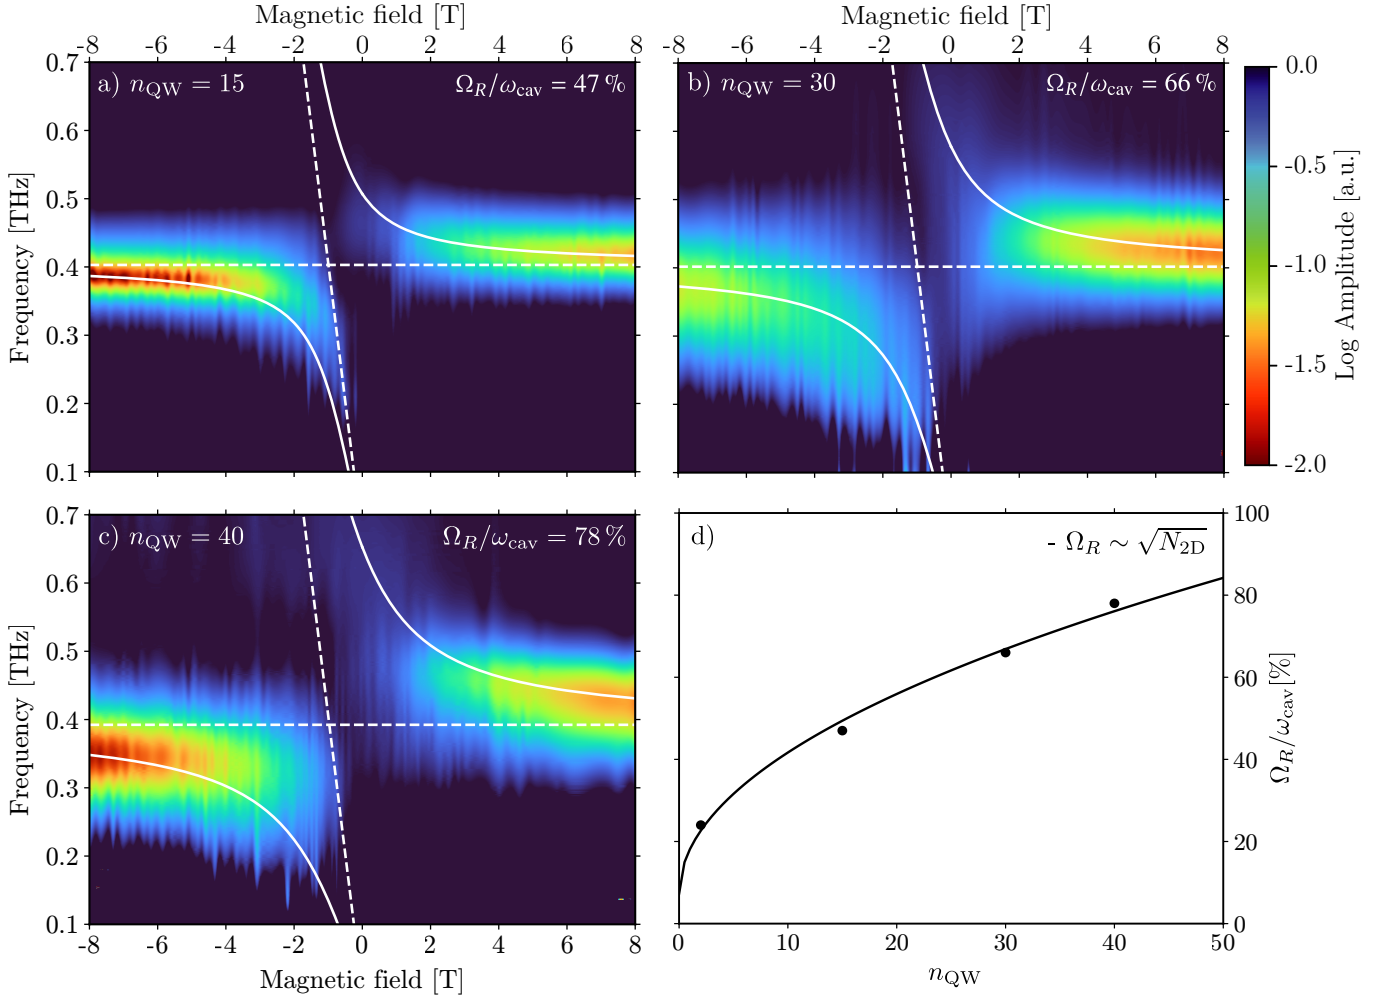 Magnetic field [T]
-8 -6 -4 -2 0 2 4 6 8
Magnetic field [T]
-8 -6 -4 -2 0 2 4 6 8
Frequency [THz]
0.7
0.6
0.5
0.4
0.3
0.2
0.1
a) n_QW = 15
Ω_R/ω_cav = 47 %
b) n_QW = 30
Ω_R/ω_cav = 66 %
0.0
-0.5
-1.0
-1.5
-2.0
Log Amplitude [a.u.]
Frequency [THz]
0.7
0.6
0.5
0.4
0.3
0.2
0.1
c) n_QW = 40
Ω_R/ω_cav = 78 %
-8 -6 -4 -2 0 2 4 6 8
Magnetic field [T]
d)
- Ω_R ∼ √N_2D
100
80
60
40
20
0
Ω_R/ω_cav[%]
0 10 20 30 40 50
n_QW